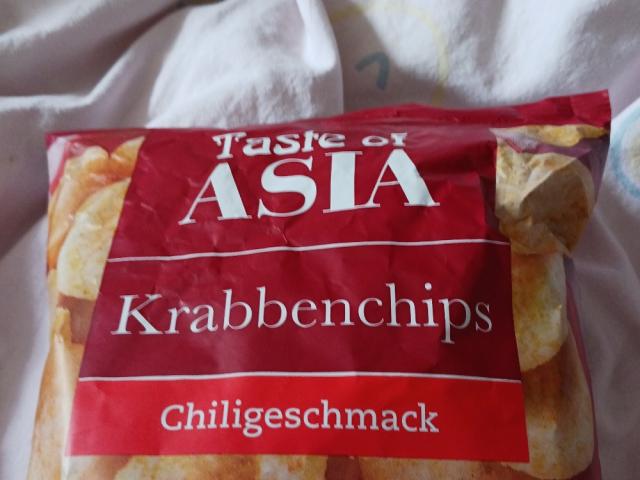 Taste of
ASIA
Krabbenchips
Chiligeschmack